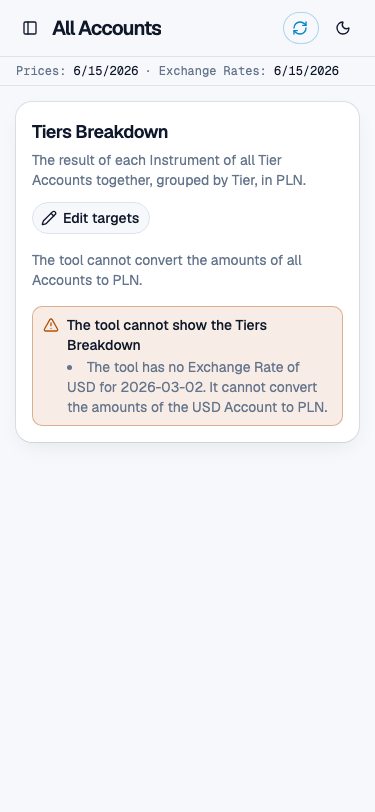 All Accounts
Prices: 6/15/2026 · Exchange Rates: 6/15/2026
Tiers Breakdown
The result of each Instrument of all Tier
Accounts together, grouped by Tier, in PLN.
Edit targets
The tool cannot convert the amounts of all
Accounts to PLN.
The tool cannot show the Tiers
Breakdown
• The tool has no Exchange Rate of
USD for 2026-03-02. It cannot convert
the amounts of the USD Account to PLN.